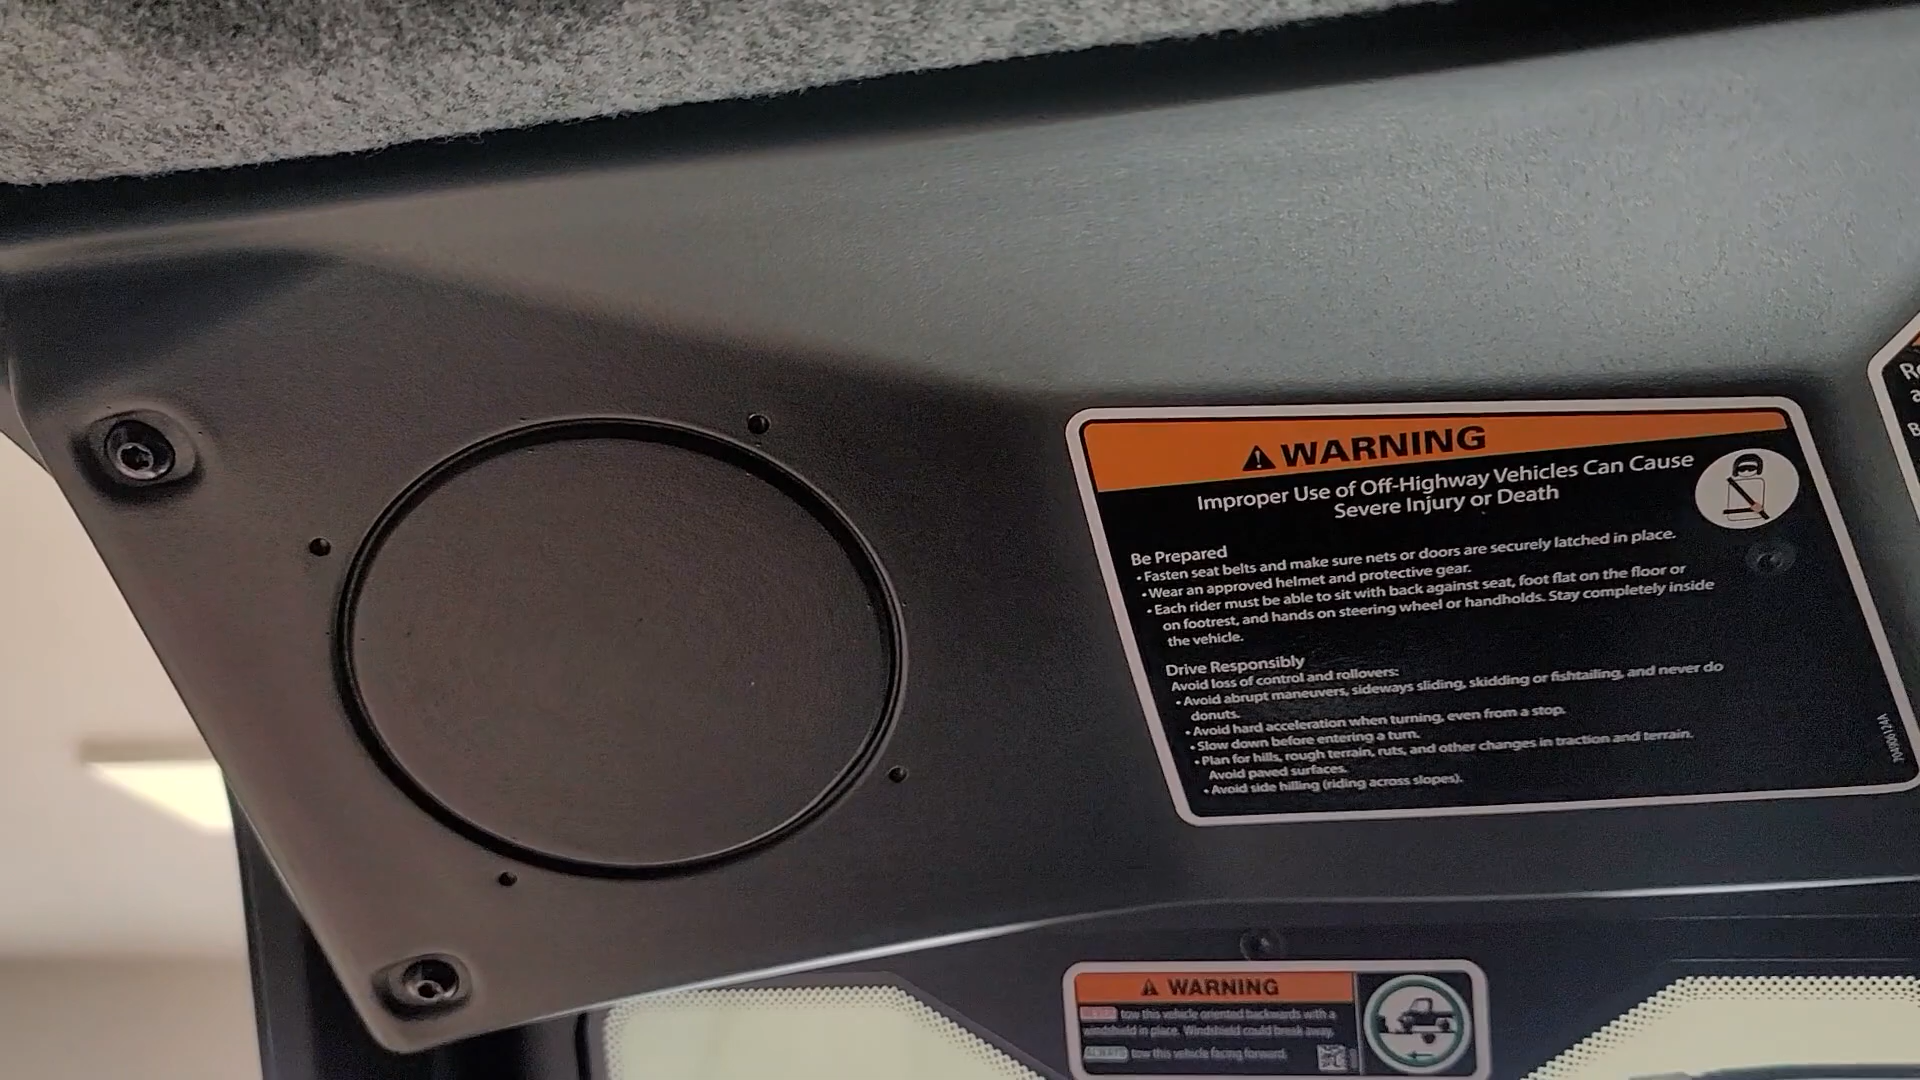 WARNING
Improper Use of Off-Highway Vehicles Can Cause
Severe Injury or Death
Be Prepared
• Fasten seat belts and make sure nets or doors are securely latched in place.
• Wear an approved helmet and protective gear.
• Each rider must be able to sit with back against seat, foot flat on the floor or
on footrest, and hands on steering wheel or handholds. Stay completely inside
the vehicle.
Drive Responsibly
Avoid loss of control and rollovers:
• Avoid abrupt maneuvers, sideways sliding, skidding or fishtailing, and never do
donuts.
• Avoid hard acceleration when turning, even from a stop.
• Slow down before entering a turn.
• Plan for hills, rough terrain, ruts, and other changes in traction and terrain.
Avoid paved surfaces.
• Avoid side hilling (riding across slopes).
WARNING
tow this vehicle oriented backwards with a
windshield in place. Windshield could break away.
ALWAYS tow this vehicle facing forward.